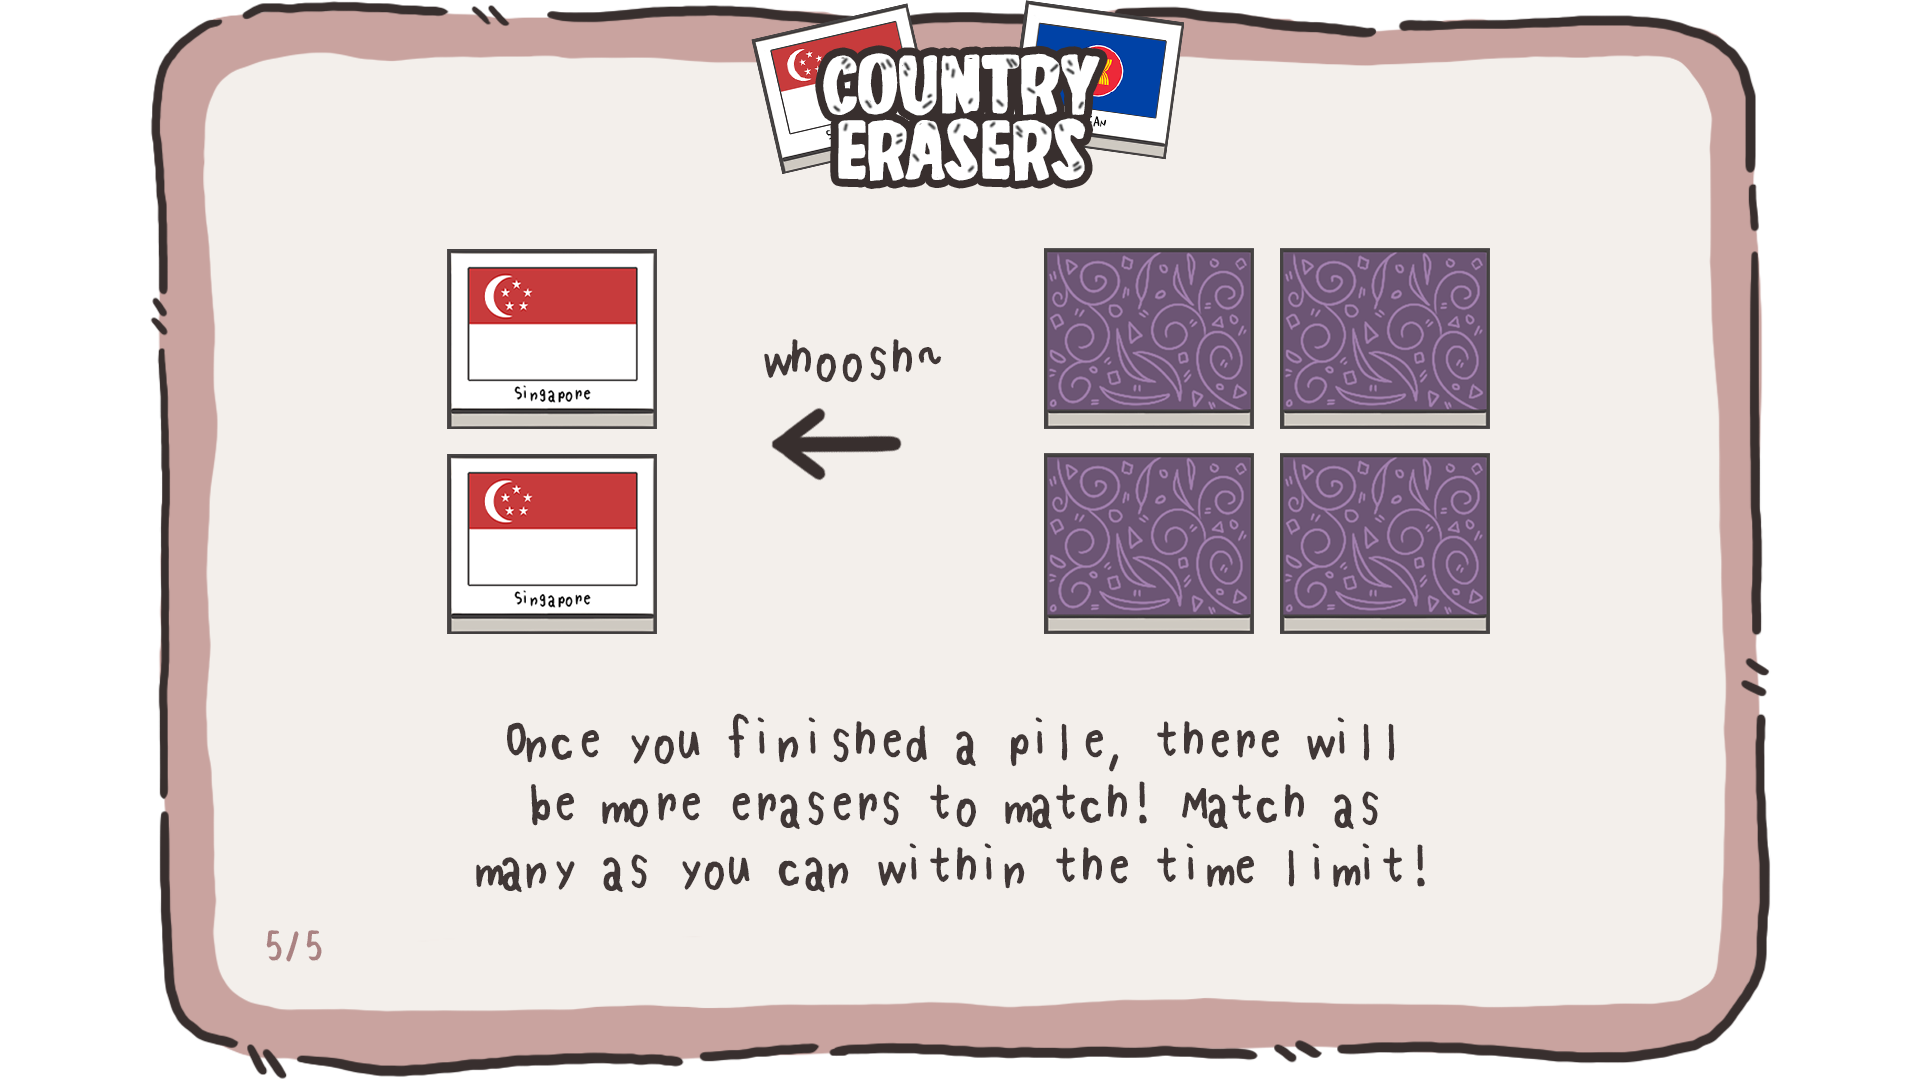 COUNTRY
ERASERS
Singapore
whoosh~
Singapore
Once you finished a pile, there will
be more erasers to match! Match as
many as you can within the time limit!
5/5